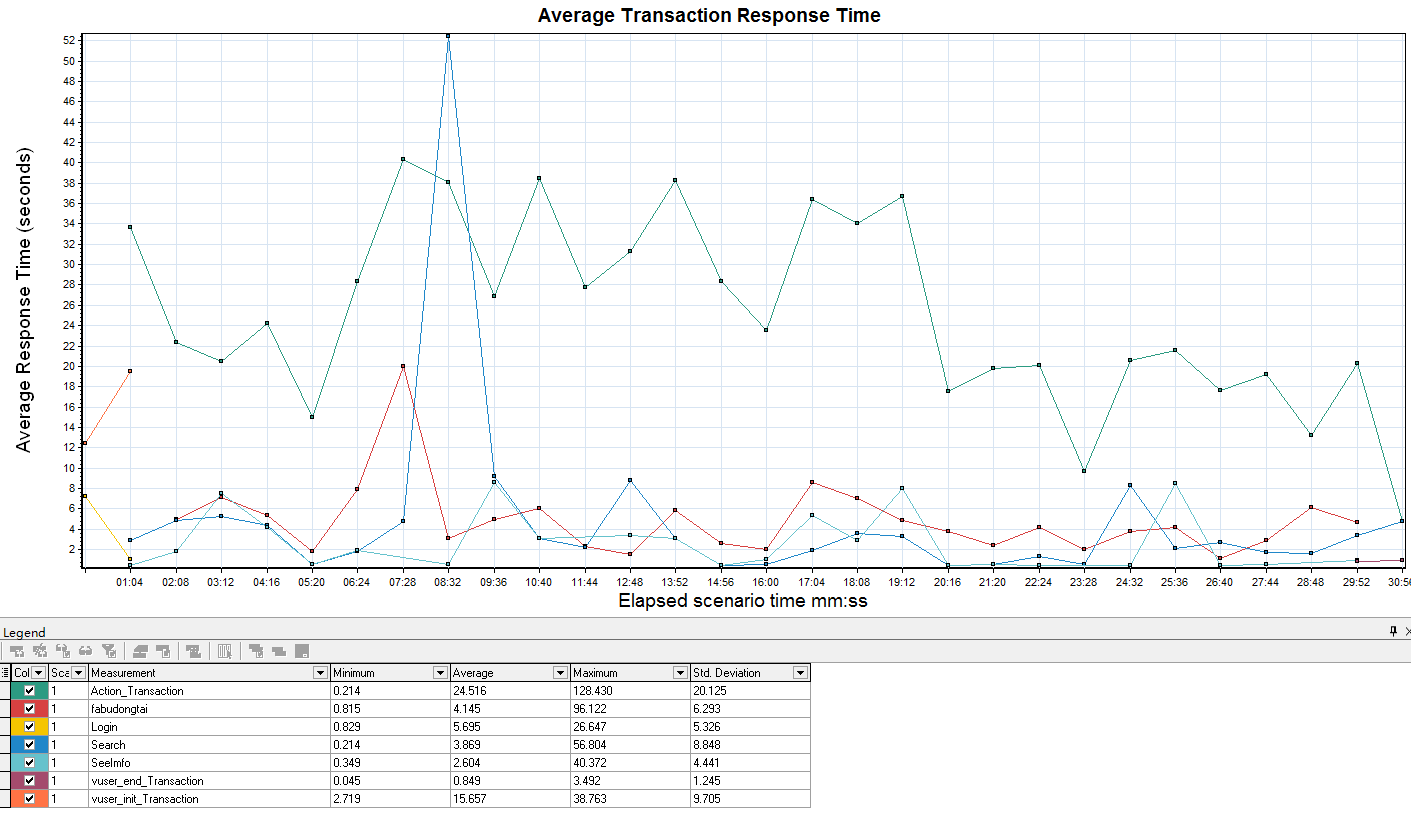 Average Transaction Response Time
Average Response Time (seconds)
52
50
48
46
44
42
40
38
36
34
32
30
28
26
24
22
20
18
16
14
12
10
8
6
4
2
01:04 02:08 03:12 04:16 05:20 06:24 07:28 08:32 09:36 10:40 11:44 12:48 13:52 14:56 16:00 17:04 18:08 19:12 20:16 21:20 22:24 23:28 24:32 25:36 26:40 27:44 28:48 29:52 30:56
Elapsed scenario time mm:ss
Legend
Col Sca Measurement Minimum Average Maximum Std. Deviation
1 Action_Transaction 0.214 24.516 128.430 20.125
1 fabudongtai 0.815 4.145 96.122 6.293
1 Login 0.829 5.695 26.647 5.326
1 Search 0.214 3.869 56.804 8.848
1 SeeImfo 0.349 2.604 40.372 4.441
1 vuser_end_Transaction 0.045 0.849 3.492 1.245
1 vuser_init_Transaction 2.719 15.657 38.763 9.705